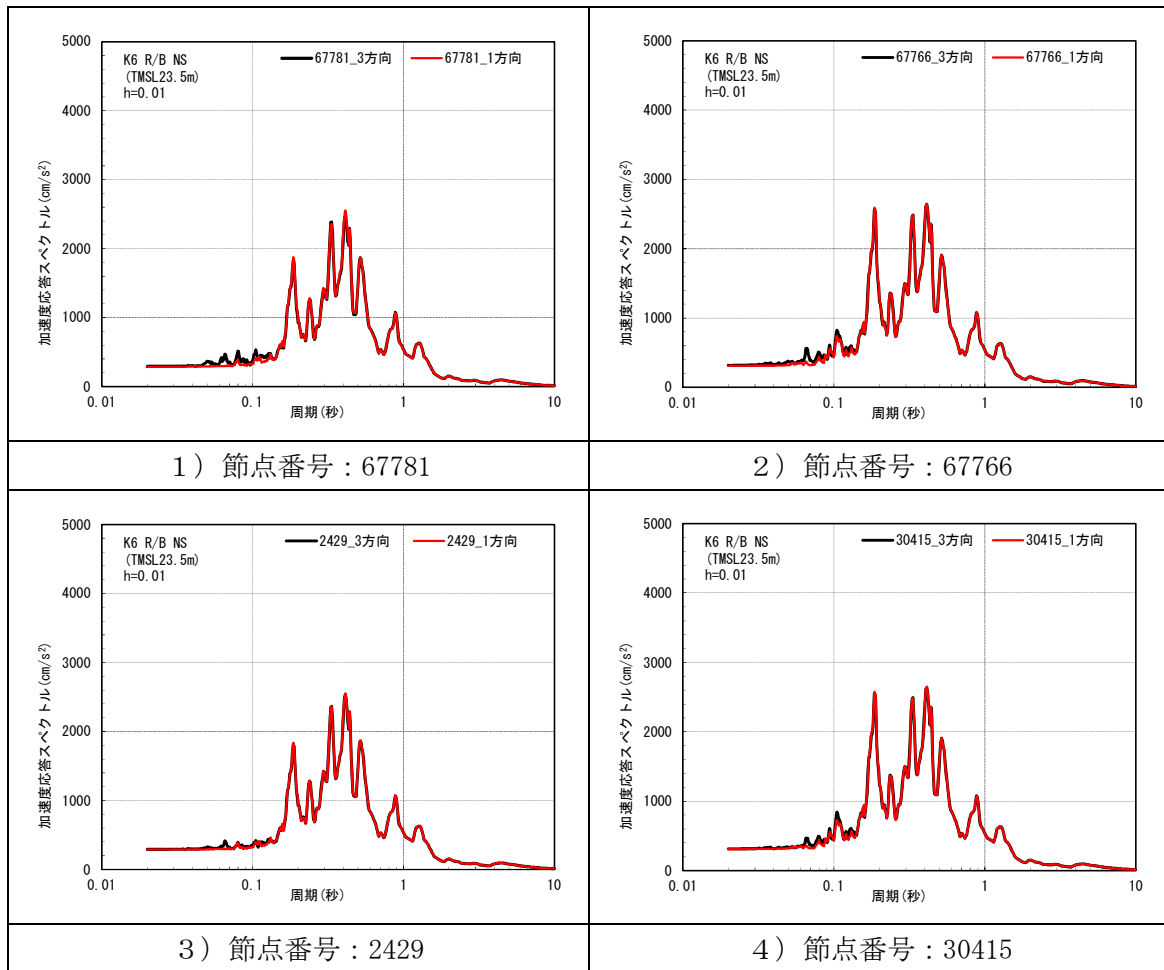 K6 R/B NS
(TMSL23.5m)
h=0.01
67781_3方向 67781_1方向
5000
4000
3000
2000
1000
0
加速度応答スペクトル(cm/s²)
0.01 0.1 1 10
周期(秒)
1）節点番号：67781
K6 R/B NS
(TMSL23.5m)
h=0.01
67766_3方向 67766_1方向
5000
4000
3000
2000
1000
0
加速度応答スペクトル(cm/s²)
0.01 0.1 1 10
周期(秒)
2）節点番号：67766
K6 R/B NS
(TMSL23.5m)
h=0.01
2429_3方向 2429_1方向
5000
4000
3000
2000
1000
0
加速度応答スペクトル(cm/s²)
0.01 0.1 1 10
周期(秒)
3）節点番号：2429
K6 R/B NS
(TMSL23.5m)
h=0.01
30415_3方向 30415_1方向
5000
4000
3000
2000
1000
0
加速度応答スペクトル(cm/s²)
0.01 0.1 1 10
周期(秒)
4）節点番号：30415